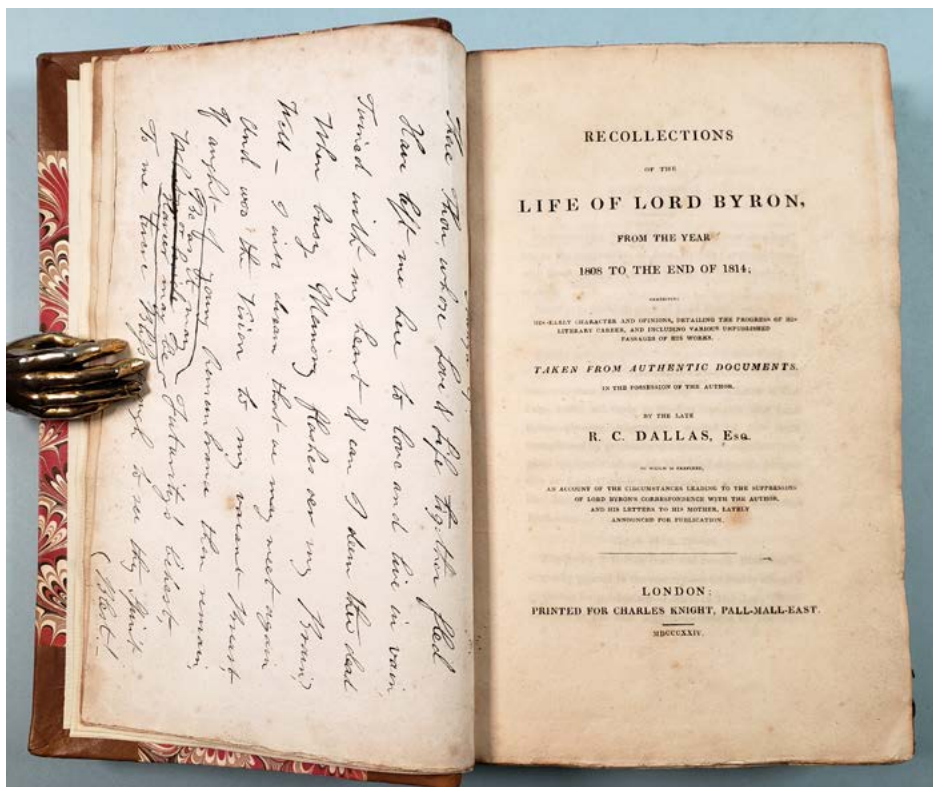 Thou whose Love & Life together fled
Have left me here to love and live in vain
Twined with my heart & can I deem thee dead
When busy Memory flashes over my Brain,
Well - I will dream that we may meet again
And woo the Vision to my vacant Breast
If aught of young Remembrance then remain,
Be as it may Futurity's behest,
Howe'er may be
To me twere Bliss to see thy Spirit
Blest! -
RECOLLECTIONS
OF THE
LIFE OF LORD BYRON,
FROM THE YEAR
1808 TO THE END OF 1814;
EXHIBITING
HIS EARLY CHARACTER AND OPINIONS, DETAILING THE PROGRESS OF HIS
LITERARY CAREER, AND INCLUDING VARIOUS UNPUBLISHED
PASSAGES OF HIS WORKS.
TAKEN FROM AUTHENTIC DOCUMENTS.
IN THE POSSESSION OF THE AUTHOR.
BY THE LATE
R. C. DALLAS, Esq.
TO WHICH IS PREFIXED,
AN ACCOUNT OF THE CIRCUMSTANCES LEADING TO THE SUPPRESSION
OF LORD BYRON'S CORRESPONDENCE WITH THE AUTHOR,
AND HIS LETTERS TO HIS MOTHER, LATELY
ANNOUNCED FOR PUBLICATION.
LONDON:
PRINTED FOR CHARLES KNIGHT, PALL-MALL-EAST.
MDCCCXXIV.